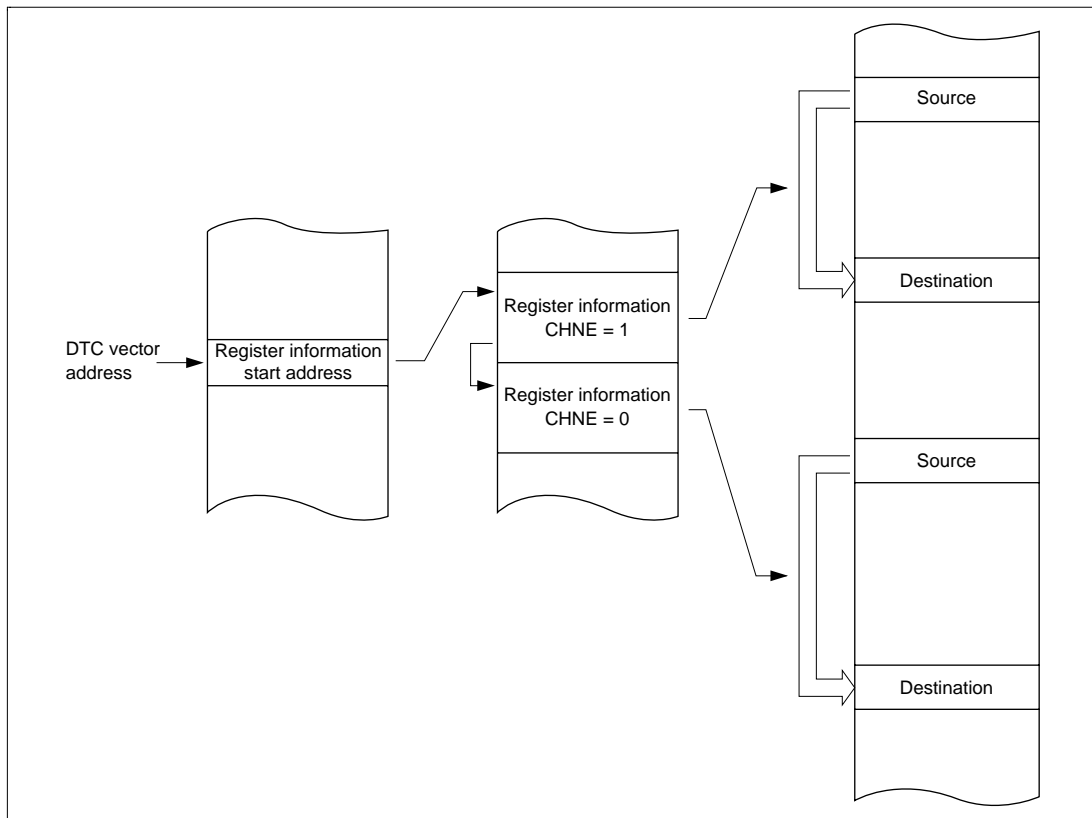 DTC vector
address
Register information
start address
Register information
CHNE = 1
Register information
CHNE = 0
Source
Destination
Source
Destination